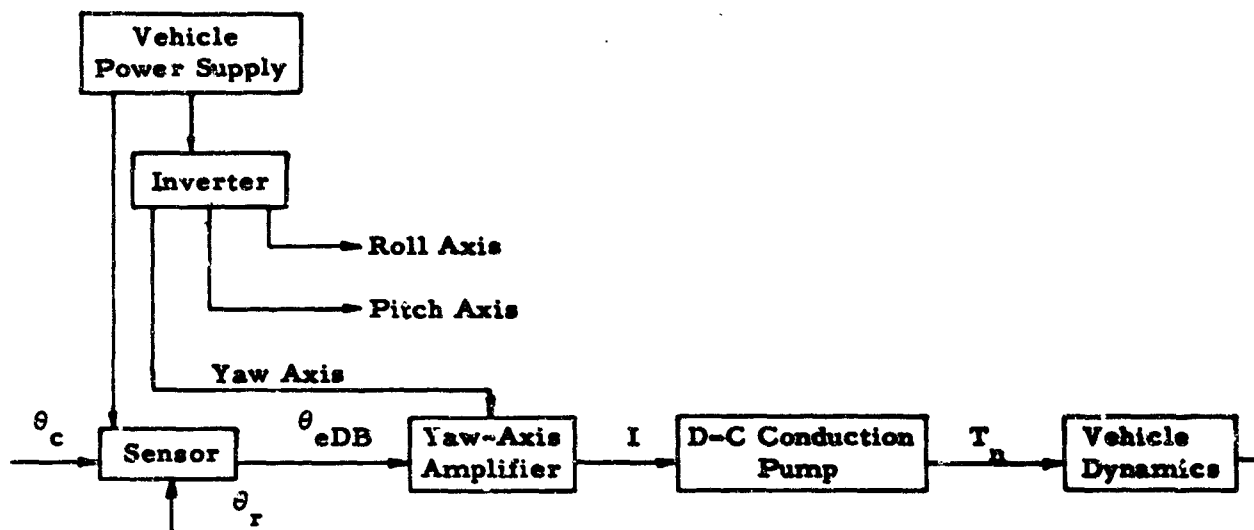 Vehicle
Power Supply
Inverter
Roll Axis
Pitch Axis
Yaw Axis
θc
Sensor
θeDB
Yaw-Axis
Amplifier
I
D-C Conduction
Pump
Tn
Vehicle
Dynamics
θr